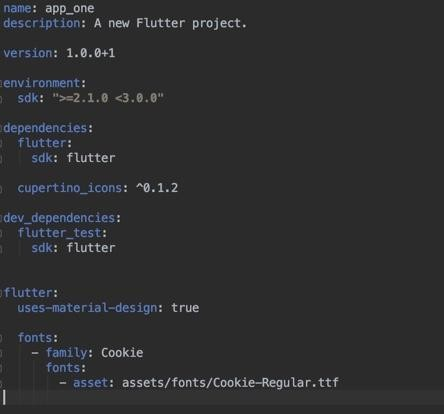 name: app_one
description: A new Flutter project.
version: 1.0.0+1
environment:
  sdk: ">=2.1.0 <3.0.0"
dependencies:
  flutter:
    sdk: flutter
  cupertino_icons: ^0.1.2
dev_dependencies:
  flutter_test:
    sdk: flutter
flutter:
  uses-material-design: true
  fonts:
    - family: Cookie
      fonts:
        - asset: assets/fonts/Cookie-Regular.ttf